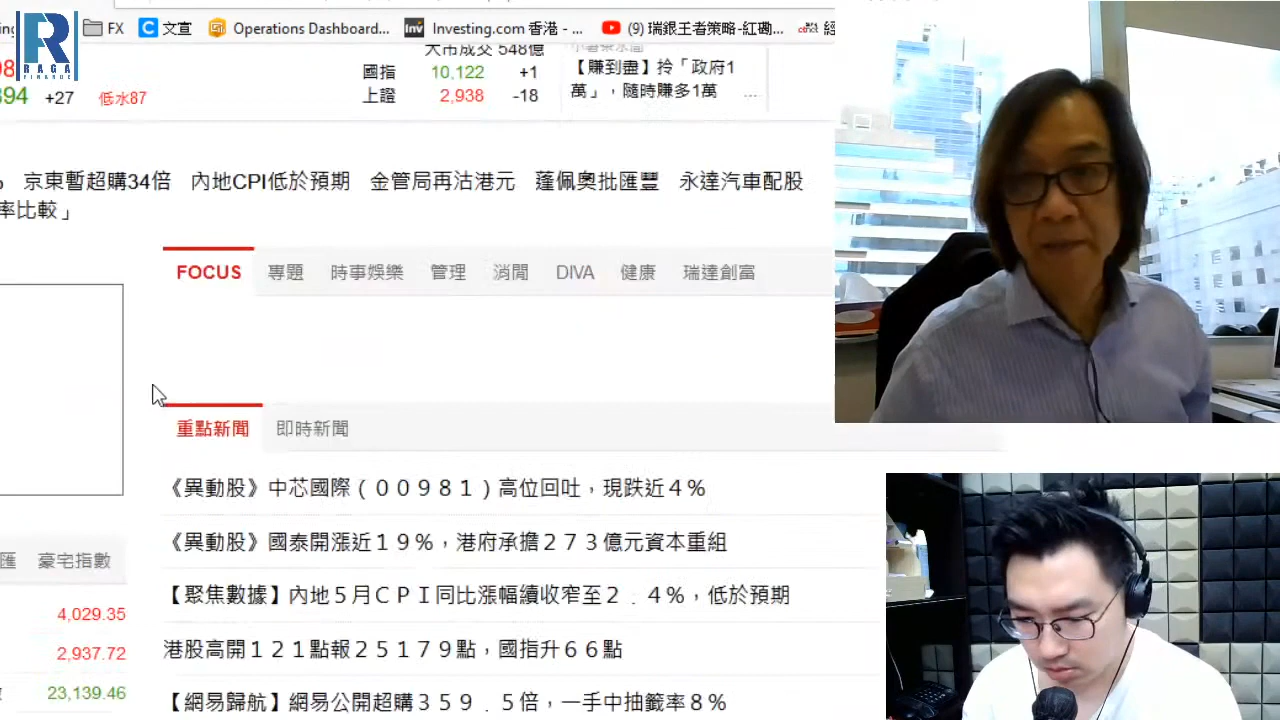 FX
文宣
Operations Dashboard...
Inv
Investing.com 香港 - ...
(9) 瑞銀王者策略-紅磡...
R
RAGA
FINANCE
大市成交 548億
國指 10,122 +1
上證 2,938 -18
+27 低水87
【賺到盡】拎「政府1
萬」，隨時賺多1萬
...
京東暫超購34倍 內地CPI低於預期 金管局再沽港元 蓬佩奧批匯豐 永達汽車配股
率比較」
FOCUS 專題 時事娛樂 管理 消閒 DIVA 健康 瑞達創富
重點新聞 即時新聞
《異動股》中芯國際（００９８１）高位回吐，現跌近４％
《異動股》國泰開漲近１９％，港府承擔２７３億元資本重組
【聚焦數據】內地５月ＣＰＩ同比漲幅續收窄至２．４％，低於預期
港股高開１２１點報２５１７９點，國指升６６點
【網易歸航】網易公開超購３５９．５倍，一手中抽籤率８％
匯 豪宅指數
4,029.35
2,937.72
23,139.46